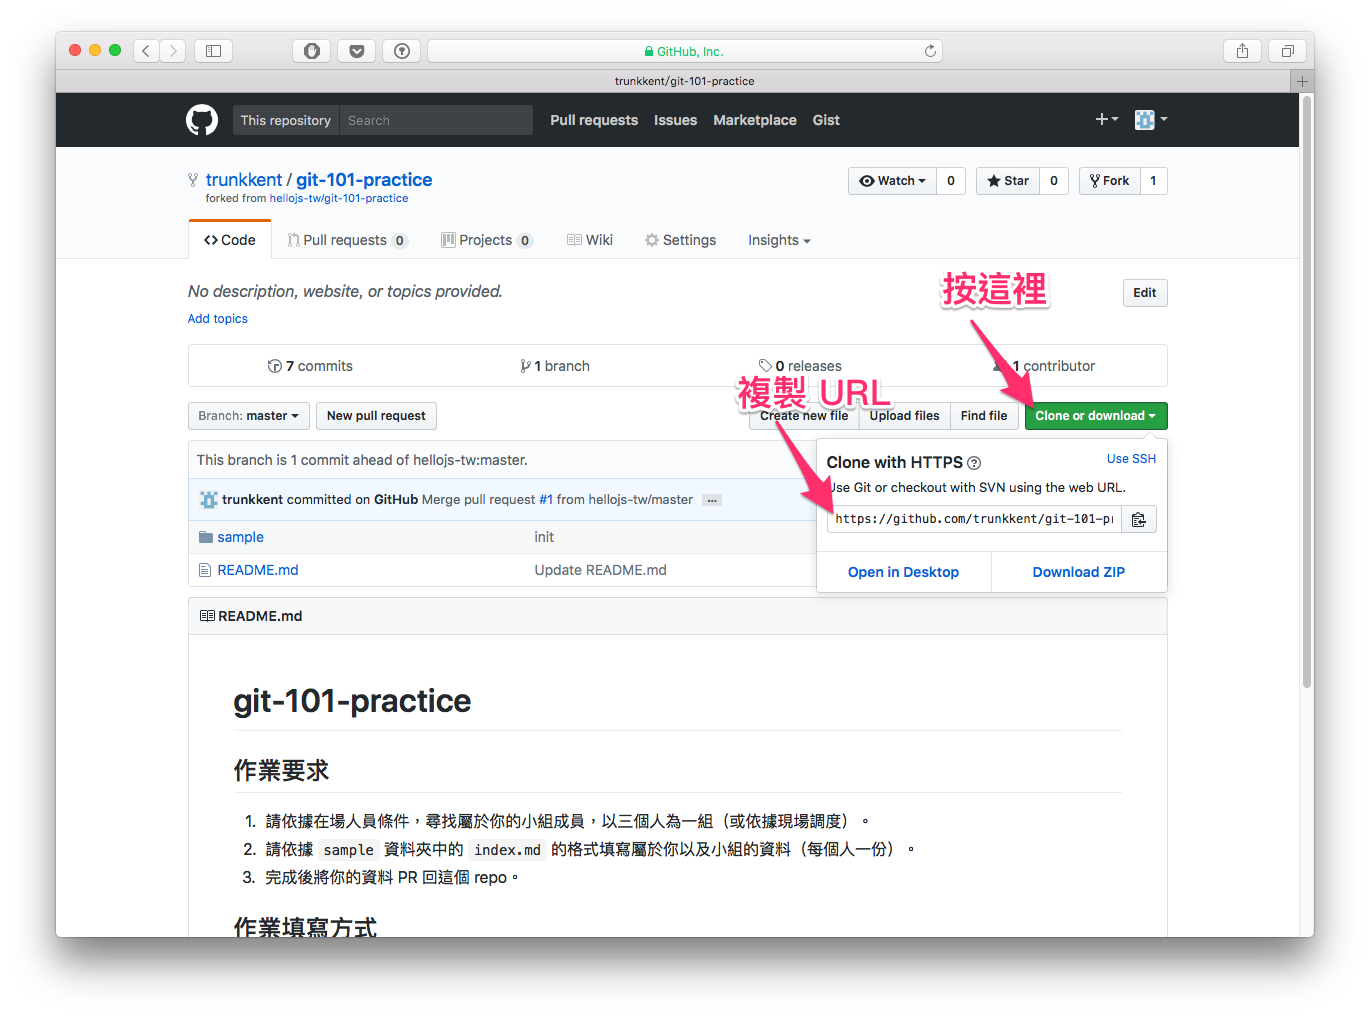 GitHub, Inc.
trunkkent/git-101-practice
This repository Search Pull requests Issues Marketplace Gist
trunkkent / git-101-practice
forked from hellojs-tw/git-101-practice
Watch 0 Star 0 Fork 1
Code Pull requests 0 Projects 0 Wiki Settings Insights
按這裡
No description, website, or topics provided.
Edit
Add topics
7 commits 1 branch 0 releases 1 contributor
複製 URL
Branch: master New pull request Create new file Upload files Find file Clone or download
This branch is 1 commit ahead of hellojs-tw:master.
Clone with HTTPS Use SSH
Use Git or checkout with SVN using the web URL.
trunkkent committed on GitHub Merge pull request #1 from hellojs-tw/master ...
https://github.com/trunkkent/git-101-pr
sample init
README.md Update README.md
Open in Desktop Download ZIP
README.md
git-101-practice
作業要求
1. 請依據在場人員條件，尋找屬於你的小組成員，以三個人為一組（或依據現場調度）。
2. 請依據 sample 資料夾中的 index.md 的格式填寫屬於你以及小組的資料（每個人一份）。
3. 完成後將你的資料 PR 回這個 repo。
作業填寫方式